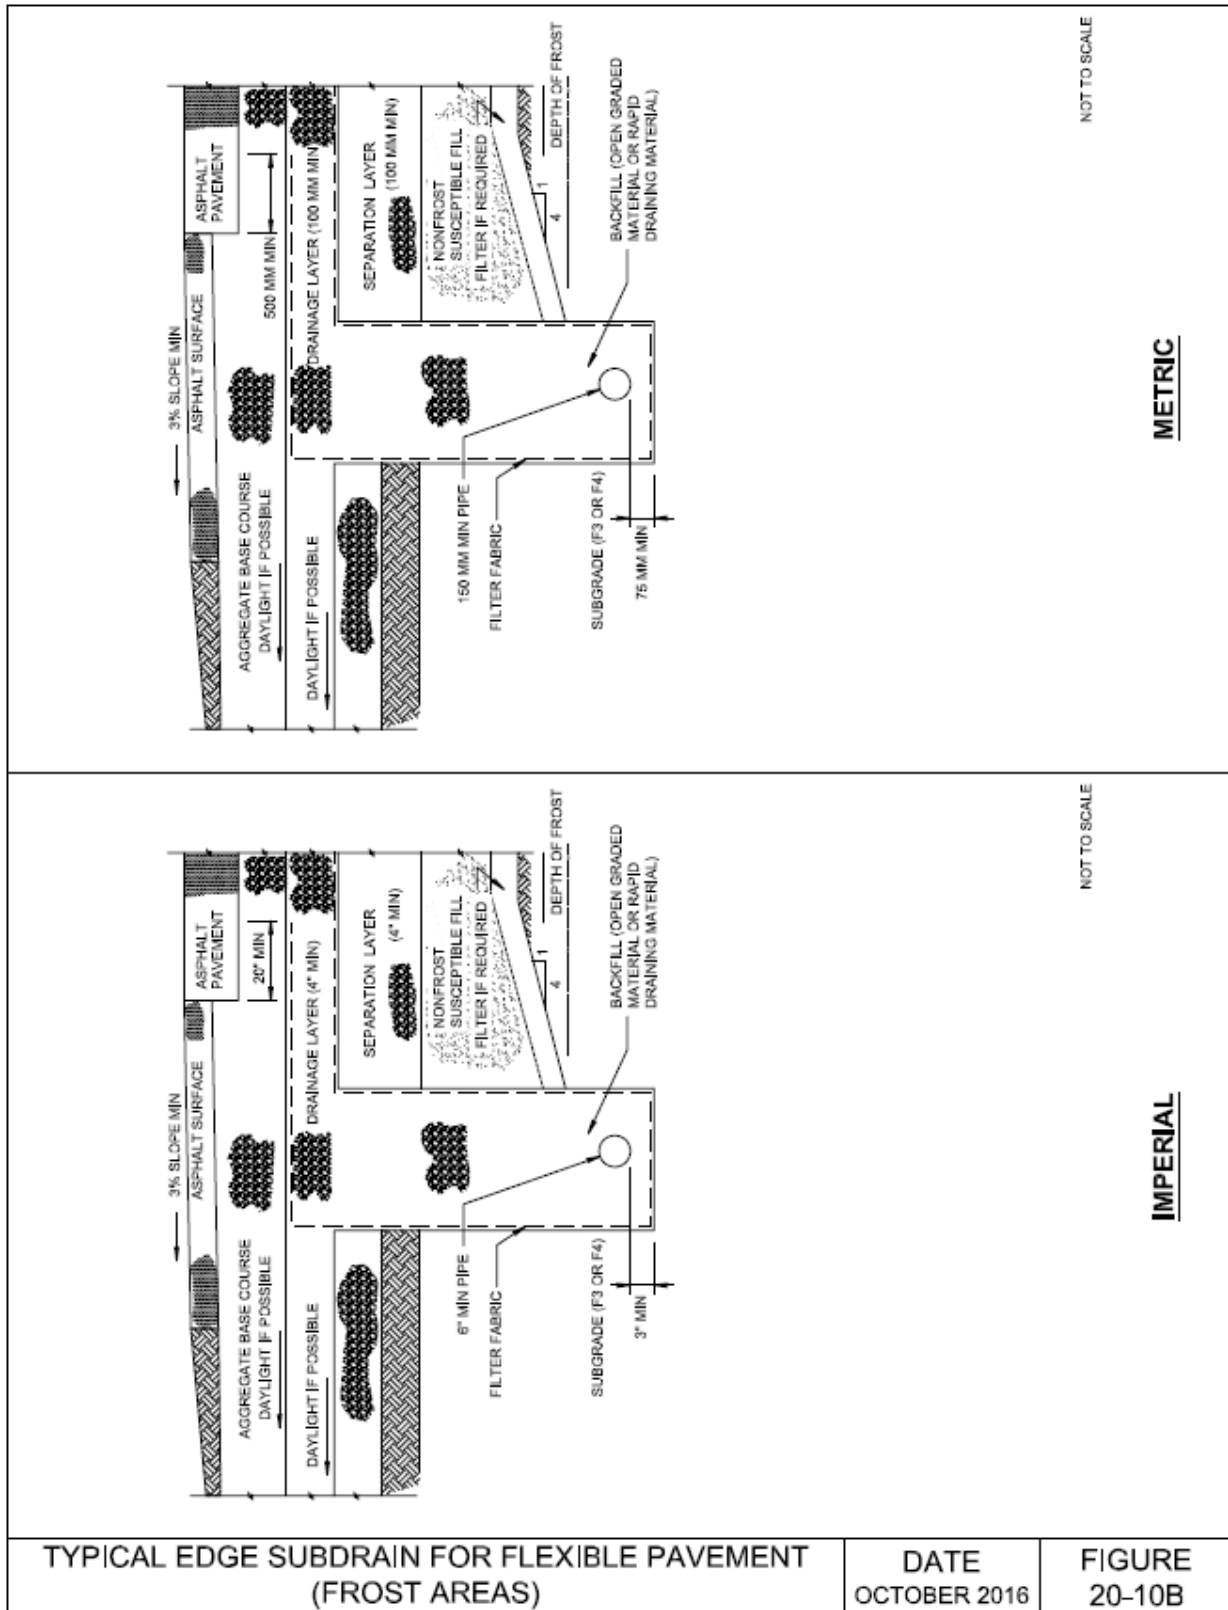 3% SLOPE MIN
ASPHALT SURFACE
ASPHALT
PAVEMENT
500 MM MIN
AGGREGATE BASE COURSE
DAYLIGHT IF POSSIBLE
DRAINAGE LAYER (100 MM MIN)
DAYLIGHT IF POSSIBLE
SEPARATION LAYER
(100 MM MIN)
NONFROST
SUSCEPTIBLE FILL
FILTER IF REQUIRED
150 MM MIN PIPE
FILTER FABRIC
1
4
DEPTH OF FROST
SUBGRADE (F3 OR F4)
75 MM MIN
BACKFILL (OPEN GRADED
MATERIAL OR RAPID
DRAINING MATERIAL)
NOT TO SCALE
METRIC
3% SLOPE MIN
ASPHALT SURFACE
ASPHALT
PAVEMENT
20" MIN
AGGREGATE BASE COURSE
DAYLIGHT IF POSSIBLE
DRAINAGE LAYER (4" MIN)
DAYLIGHT IF POSSIBLE
SEPARATION LAYER
(4" MIN)
NONFROST
SUSCEPTIBLE FILL
FILTER IF REQUIRED
6" MIN PIPE
FILTER FABRIC
1
4
DEPTH OF FROST
SUBGRADE (F3 OR F4)
3" MIN
BACKFILL (OPEN GRADED
MATERIAL OR RAPID
DRAINING MATERIAL)
NOT TO SCALE
IMPERIAL
TYPICAL EDGE SUBDRAIN FOR FLEXIBLE PAVEMENT
(FROST AREAS)
DATE
OCTOBER 2016
FIGURE
20-10B